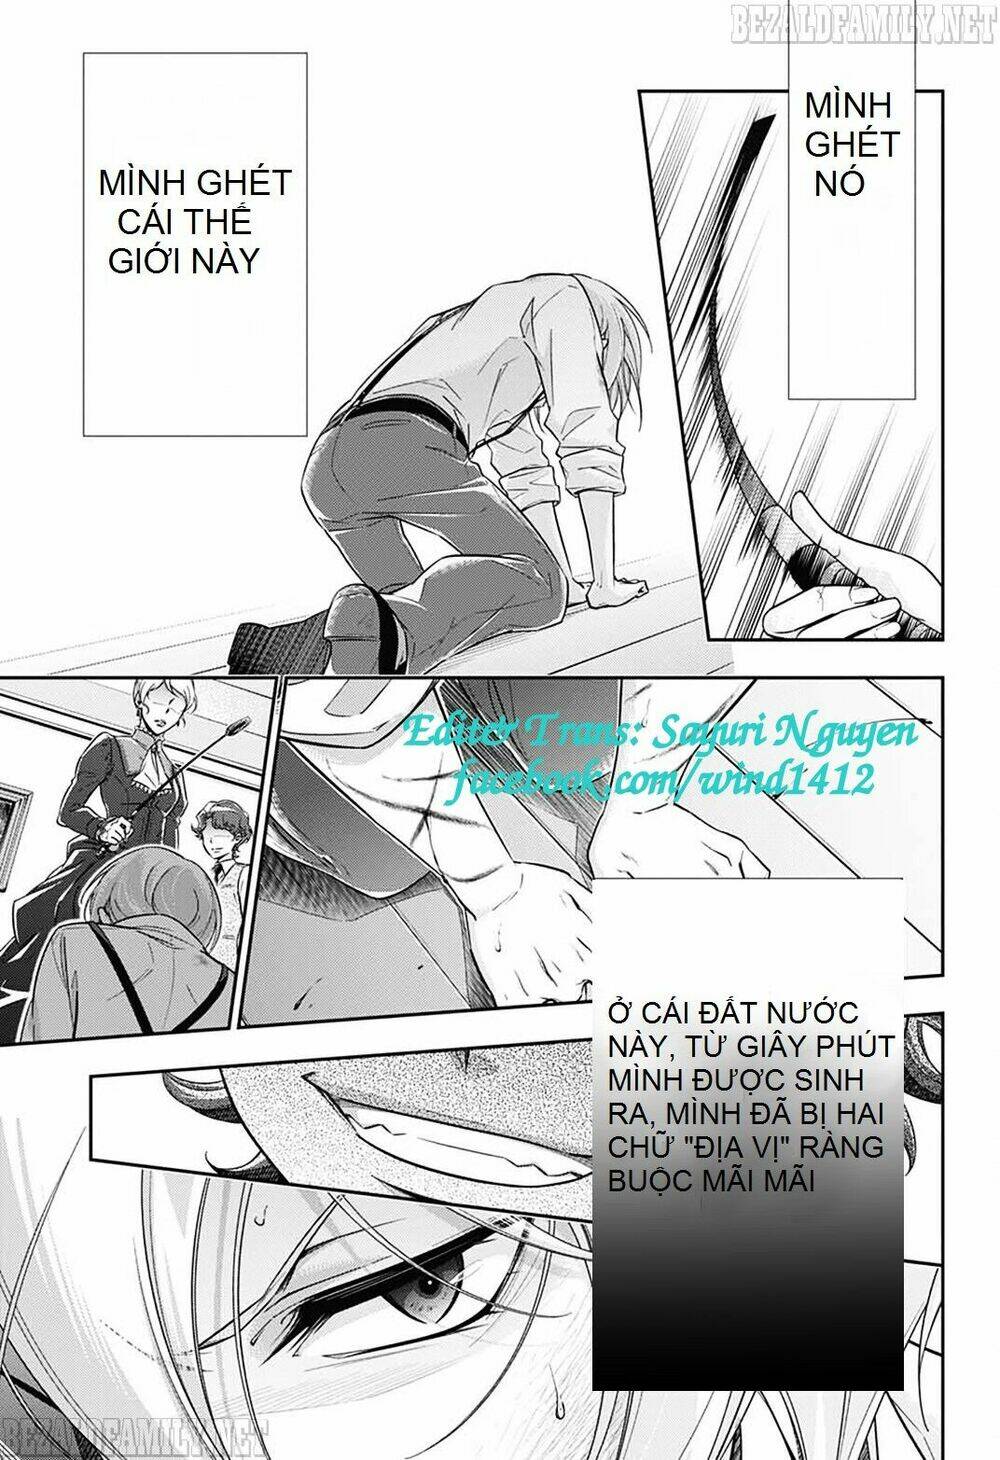 BEZALDFAMILY.NET
MÌNH
GHÉT
NÓ
MÌNH GHÉT
CÁI THẾ
GIỚI NÀY
Editer Trans: Sayuri Nguyen
facebook.com/wind1412
Ở CÁI ĐẤT NƯỚC
NÀY, TỪ GIÂY PHÚT
MÌNH ĐƯỢC SINH
RA, MÌNH ĐÃ BỊ HAI
CHỮ "ĐỊA VỊ" RÀNG
BUỘC MÃI MÃI
BEZALDFAMILY.NET